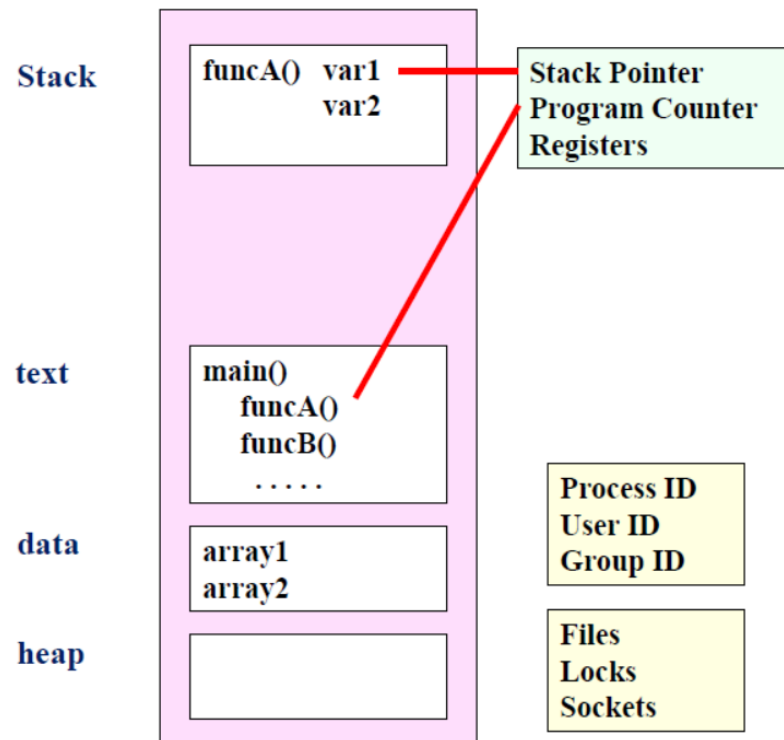 Stack
funcA() var1
var2
Stack Pointer
Program Counter
Registers
text
main()
funcA()
funcB()
.....
data
array1
array2
heap
Process ID
User ID
Group ID
Files
Locks
Sockets